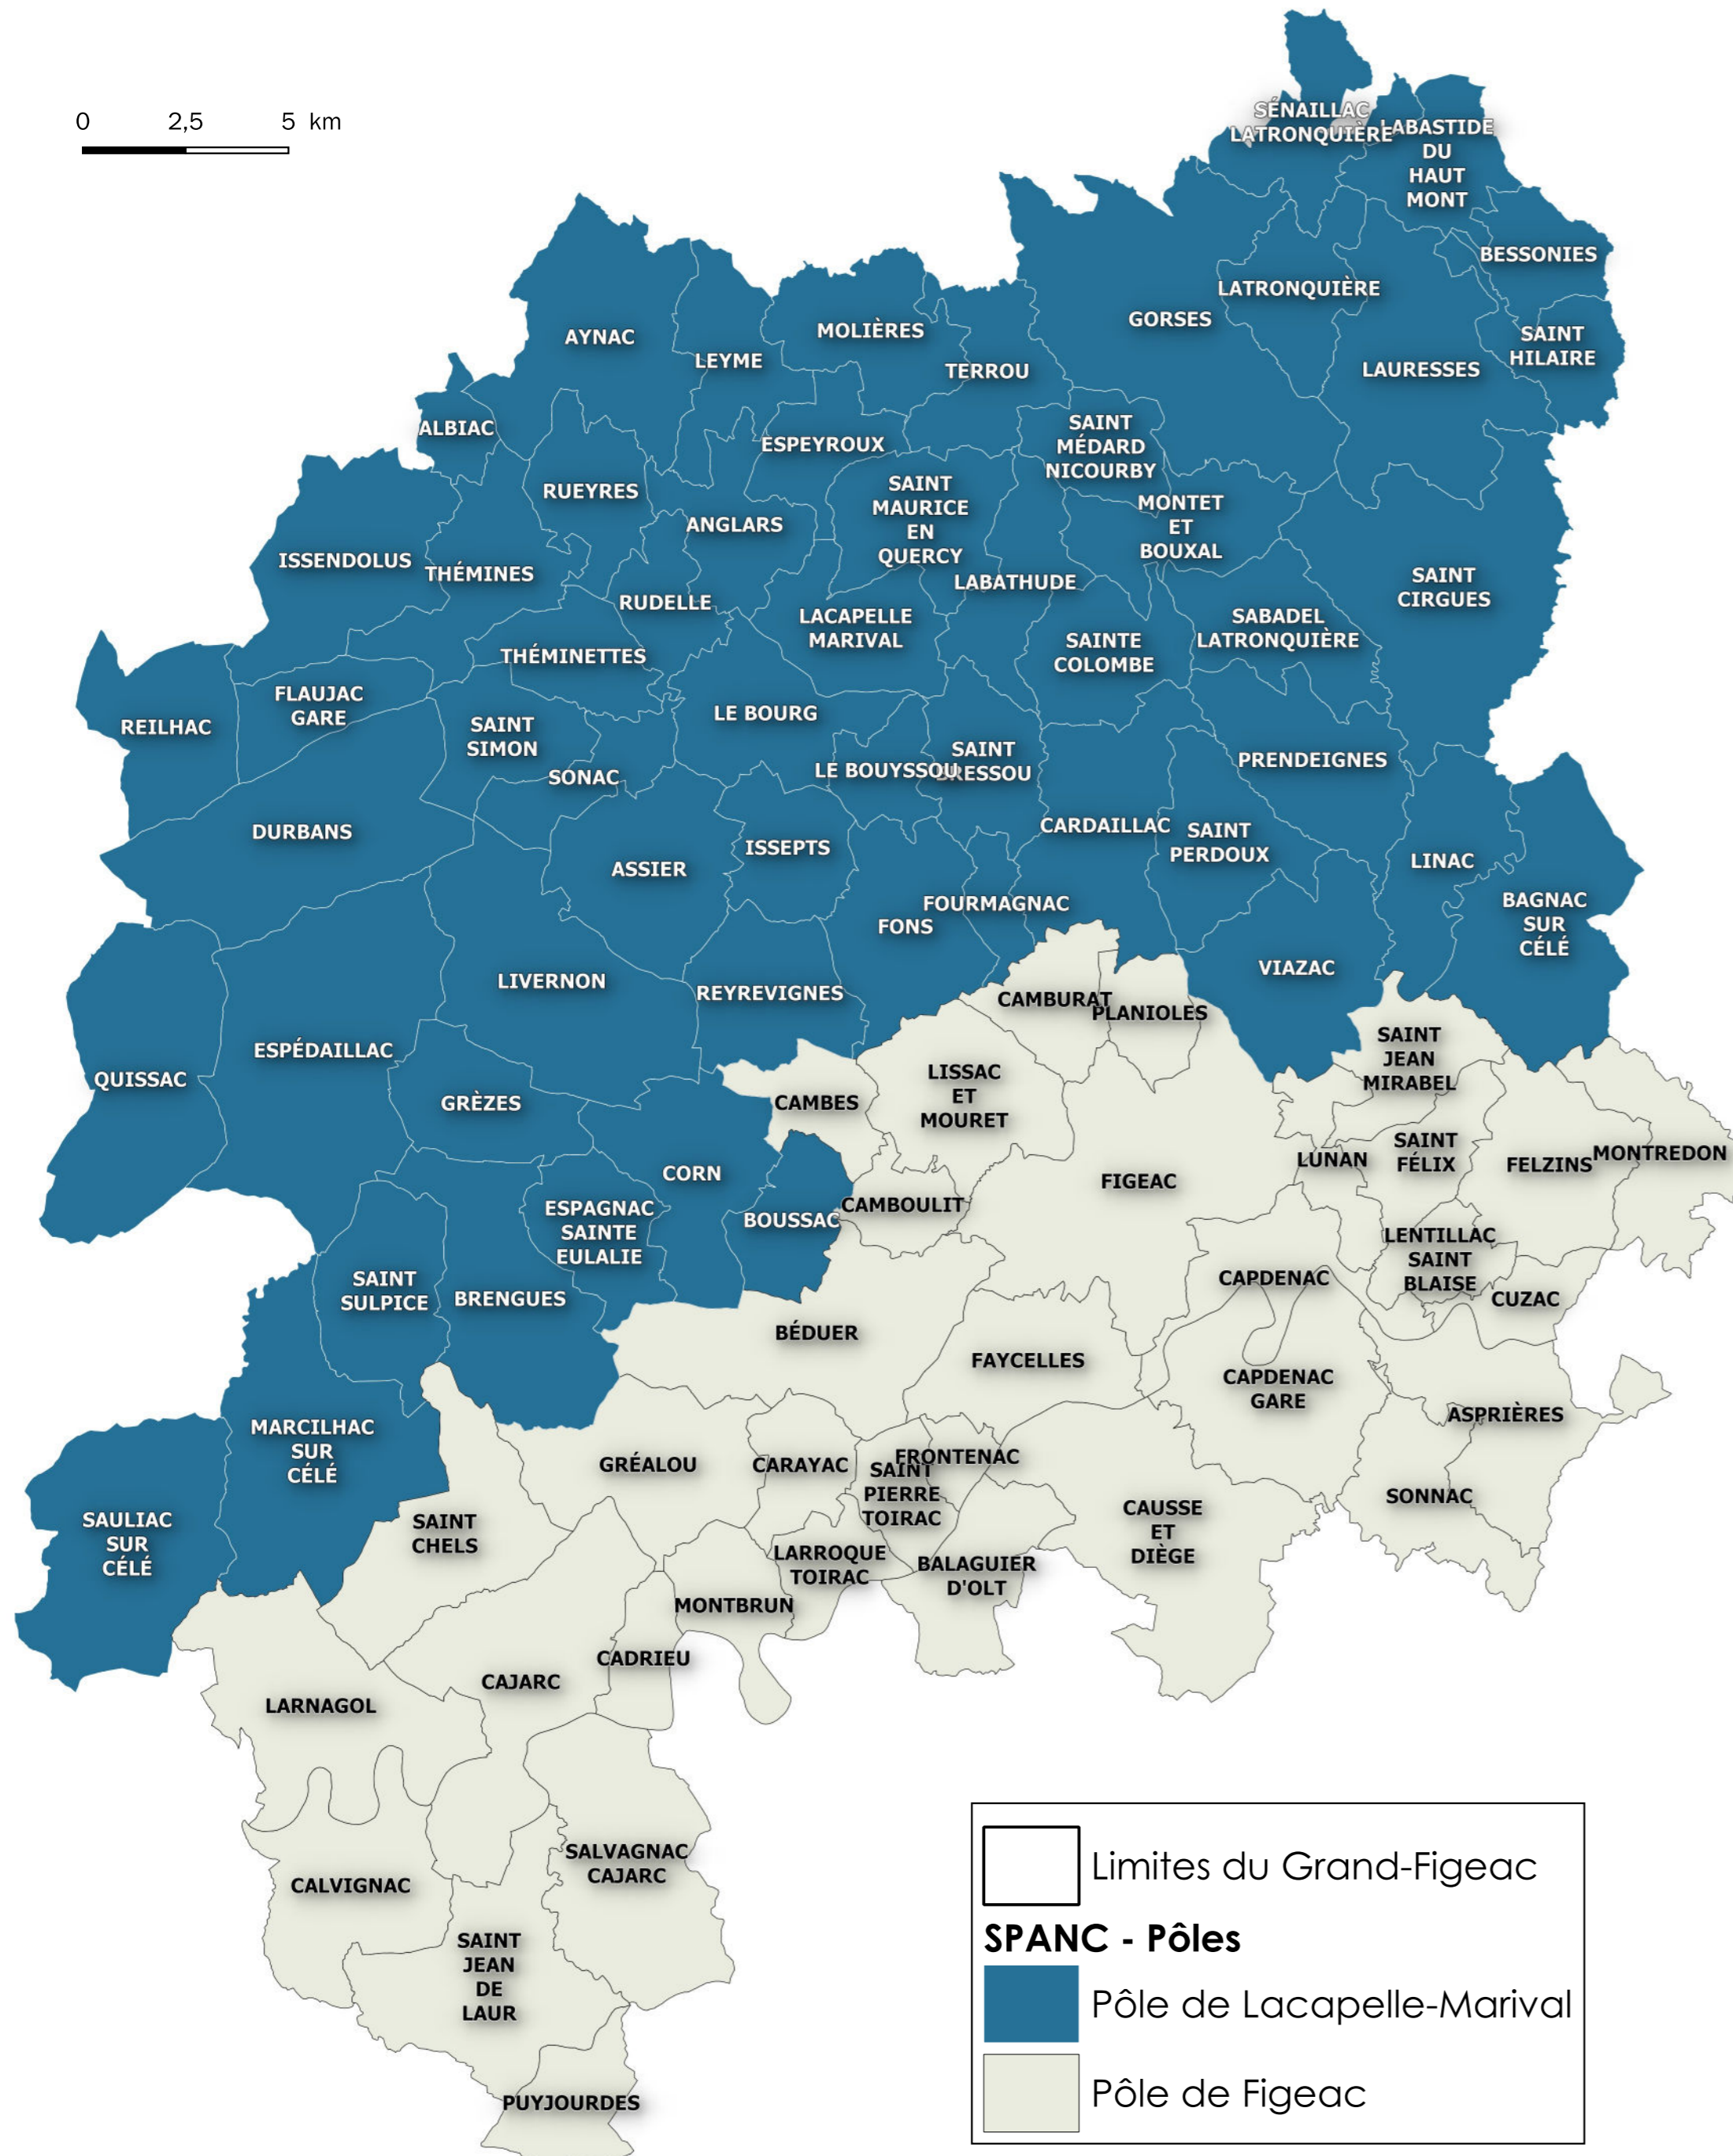 0 2,5 5 km
SÉNAILLAC
LATRONQUIÈRE
LABASTIDE
DU
HAUT
MONT
BESSONIES
LATRONQUIÈRE
GORSES
SAINT
HILAIRE
LAURESSES
AYNAC
LEYME
MOLIÈRES
TERROU
ALBIAC
ESPEYROUX
SAINT
MÉDARD
NICOURBY
RUEYRES
ANGLARS
SAINT
MAURICE
EN
QUERCY
MONTET
ET
BOUXAL
ISSENDOLUS
THÉMINES
LABATHUDE
SAINT
CIRGUES
RUDELLE
LACAPELLE
MARIVAL
SAINTE
COLOMBE
SABADEL
LATRONQUIÈRE
THÉMINETTES
FLAUJAC
GARE
REILHAC
SAINT
SIMON
LE BOURG
SONAC
LE BOUYSSOU
SAINT
BRESSOU
PRENDEIGNES
DURBANS
ASSIER
ISSEPTS
CARDAILLAC
SAINT
PERDOUX
LINAC
FOURMAGNAC
FONS
BAGNAC
SUR
CÉLÉ
LIVERNON
REYREVIGNES
VIAZAC
CAMBURAT
PLANIOLES
QUISSAC
ESPÉDAILLAC
GRÈZES
CAMBES
LISSAC
ET
MOURET
SAINT
JEAN
MIRABEL
CORN
FIGEAC
LUNAN
SAINT
FÉLIX
FELZINS
MONTREDON
ESPAGNAC
SAINTE
EULALIE
BOUSSAC
CAMBOULIT
SAINT
SULPICE
BRENGUES
CAPDENAC
LENTILLAC
SAINT
BLAISE
CUZAC
BÉDUER
FAYCELLES
CAPDENAC
GARE
ASPRIÈRES
MARCILHAC
SUR
CÉLÉ
GRÉALOU
CARAYAC
FRONTENAC
SAINT
PIERRE
TOIRAC
SONNAC
SAULIAC
SUR
CÉLÉ
SAINT
CHELS
CAUSSE
ET
DIÈGE
LARROQUE
TOIRAC
BALAGUIER
D'OLT
MONTBRUN
CADRIEU
CAJARC
LARNAGOL
SALVAGNAC
CAJARC
CALVIGNAC
SAINT
JEAN
DE
LAUR
PUYJOURDES
Limites du Grand-Figeac
SPANC - Pôles
Pôle de Lacapelle-Marival
Pôle de Figeac